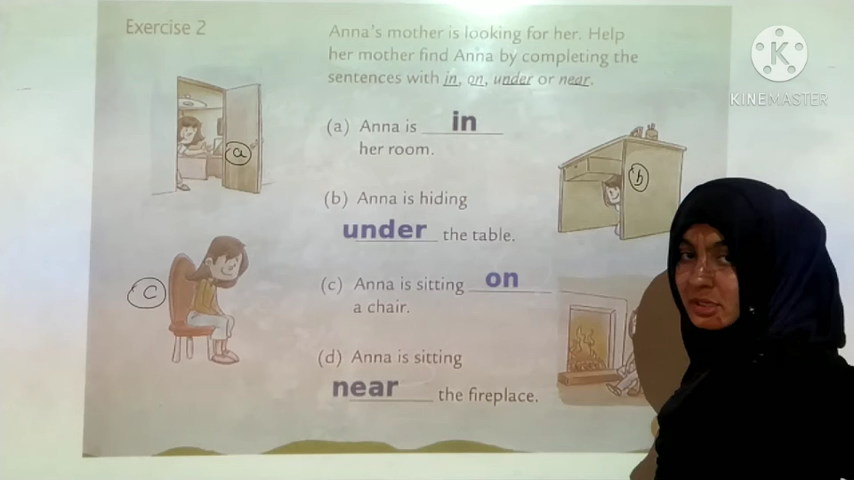 Exercise 2
Anna's mother is looking for her. Help
her mother find Anna by completing the
sentences with in, on, under or near.
(a) Anna is in
her room.
(b) Anna is hiding
under the table.
(c) Anna is sitting on
a chair.
(d) Anna is sitting
near the fireplace.
a
b
c
KINEMASTER